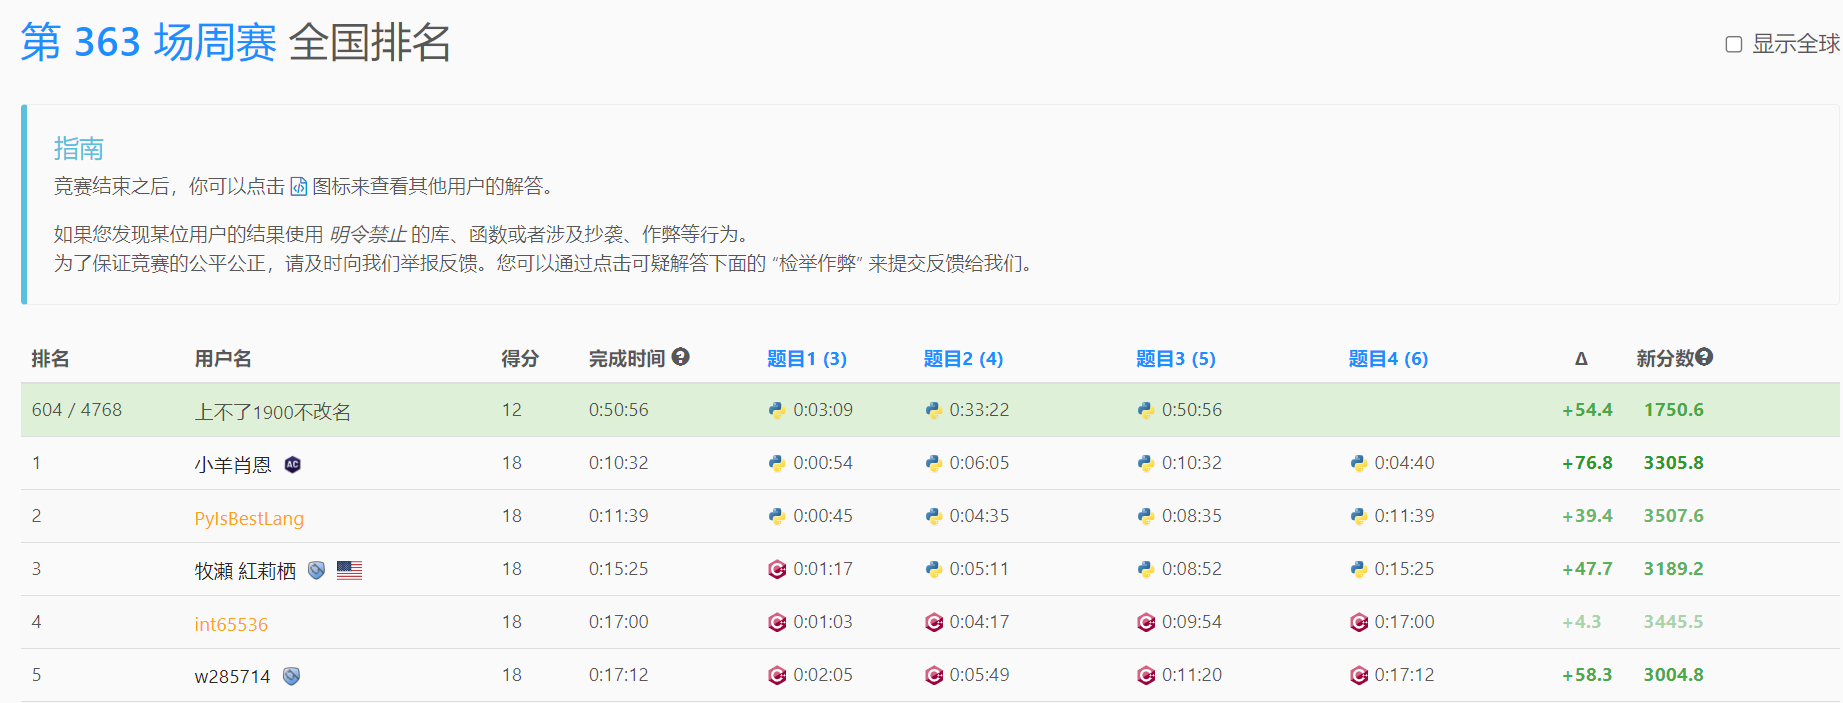 第 363 场周赛 全国排名
显示全球
指南
竞赛结束之后，你可以点击 图标来查看其他用户的解答。
如果您发现某位用户的结果使用 明令禁止 的库、函数或者涉及抄袭、作弊等行为。
为了保证竞赛的公平公正，请及时向我们举报反馈。您可以通过点击可疑解答下面的 “检举作弊” 来提交反馈给我们。
排名 用户名 得分 完成时间 题目1 (3) 题目2 (4) 题目3 (5) 题目4 (6) Δ 新分数
604 / 4768 上不了1900不改名 12 0:50:56 0:03:09 0:33:22 0:50:56 +54.4 1750.6
1 小羊肖恩 AC 18 0:10:32 0:00:54 0:06:05 0:10:32 0:04:40 +76.8 3305.8
2 PyIsBestLang 18 0:11:39 0:00:45 0:04:35 0:08:35 0:11:39 +39.4 3507.6
3 牧瀬 紅莉栖 18 0:15:25 0:01:17 0:05:11 0:08:52 0:15:25 +47.7 3189.2
4 int65536 18 0:17:00 0:01:03 0:04:17 0:09:54 0:17:00 +4.3 3445.5
5 w285714 18 0:17:12 0:02:05 0:05:49 0:11:20 0:17:12 +58.3 3004.8